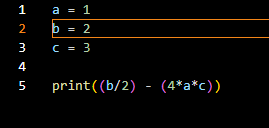 1 a = 1
2 b = 2
3 c = 3
4
5 print((b/2) - (4*a*c))